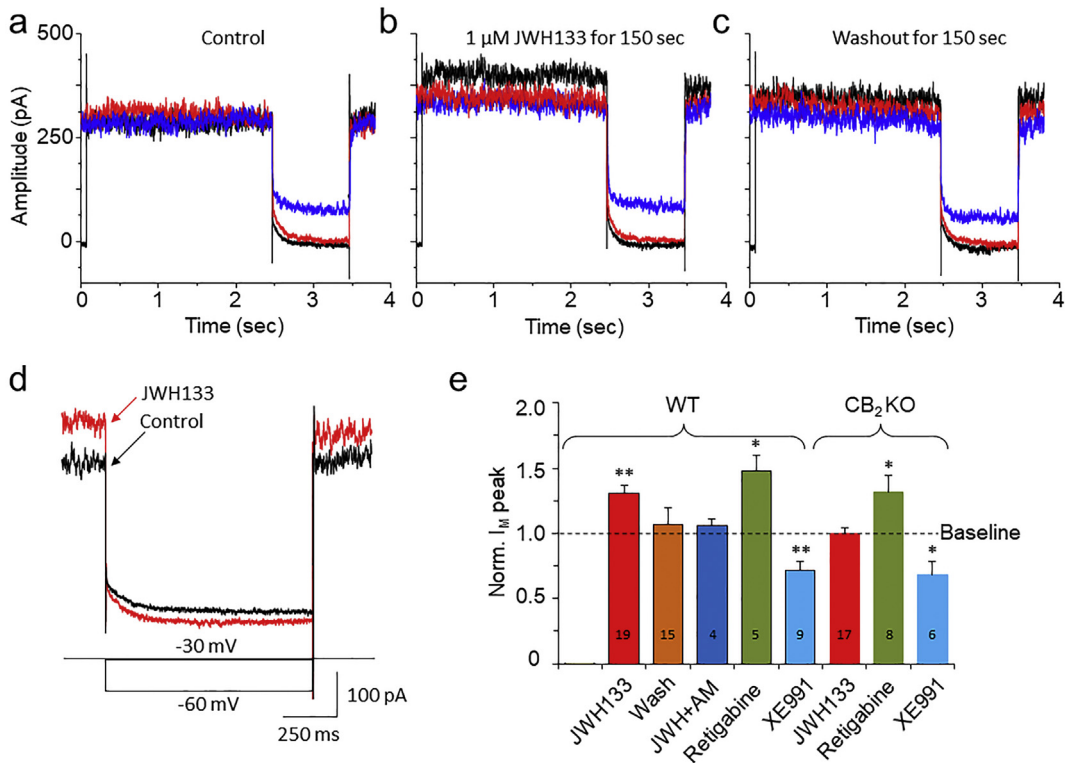 a
Control
500
250
0
Amplitude (pA)
0 1 2 3 4
Time (sec)
b
1 µM JWH133 for 150 sec
0 1 2 3 4
Time (sec)
c
Washout for 150 sec
0 1 2 3 4
Time (sec)
d
JWH133
Control
-30 mV
-60 mV
100 pA
250 ms
e
WT
CB2KO
2.0
1.5
1.0
0.5
0
Norm. IM peak
** * ** * *
Baseline
19 15 4 5 9 17 8 6
JWH133
Wash
JWH+AM
Retigabine
XE991
JWH133
Retigabine
XE991